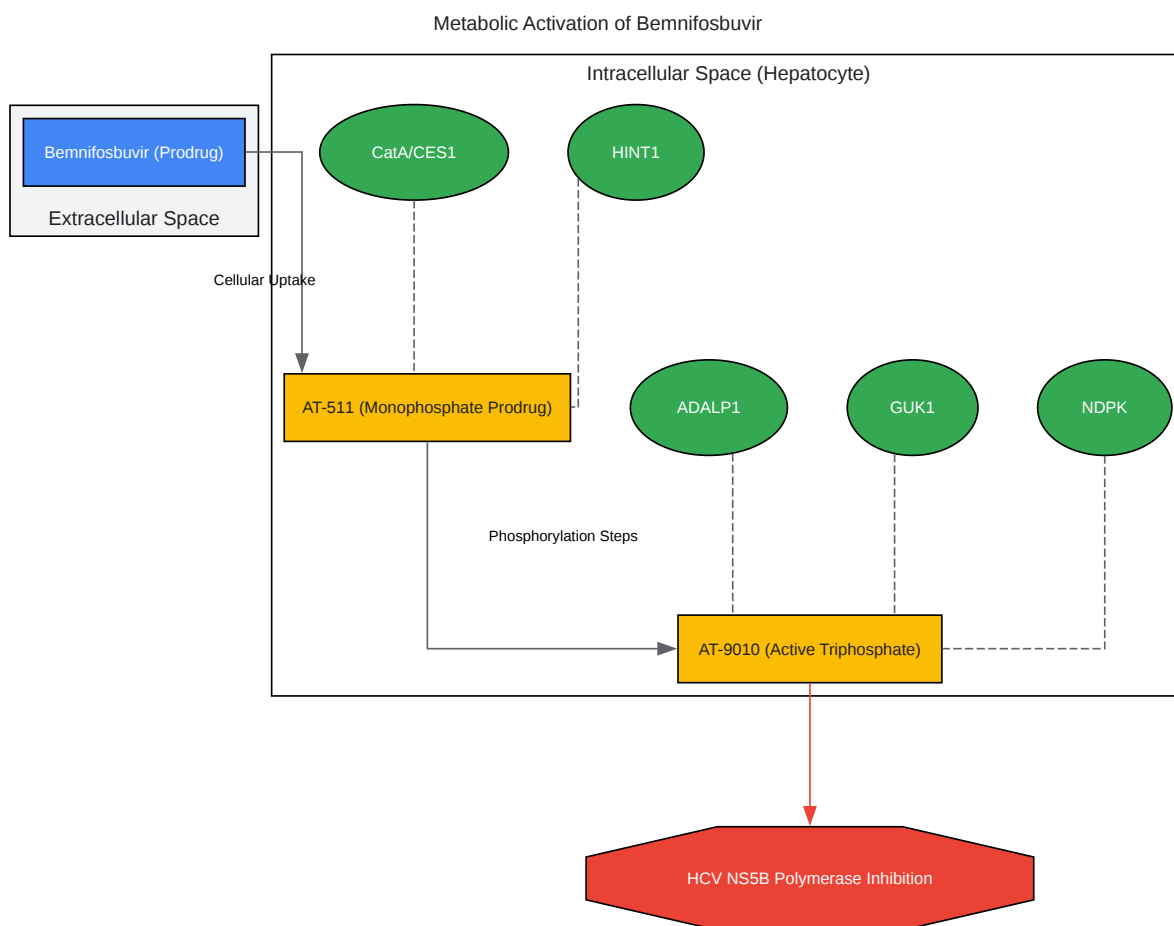 Metabolic Activation of Bemnifosbuvir
Intracellular Space (Hepatocyte)
Bemnifosbuvir (Prodrug)
CatA/CES1
HINT1
Extracellular Space
Cellular Uptake
AT-511 (Monophosphate Prodrug)
ADALP1
GUK1
NDPK
Phosphorylation Steps
AT-9010 (Active Triphosphate)
HCV NS5B Polymerase Inhibition